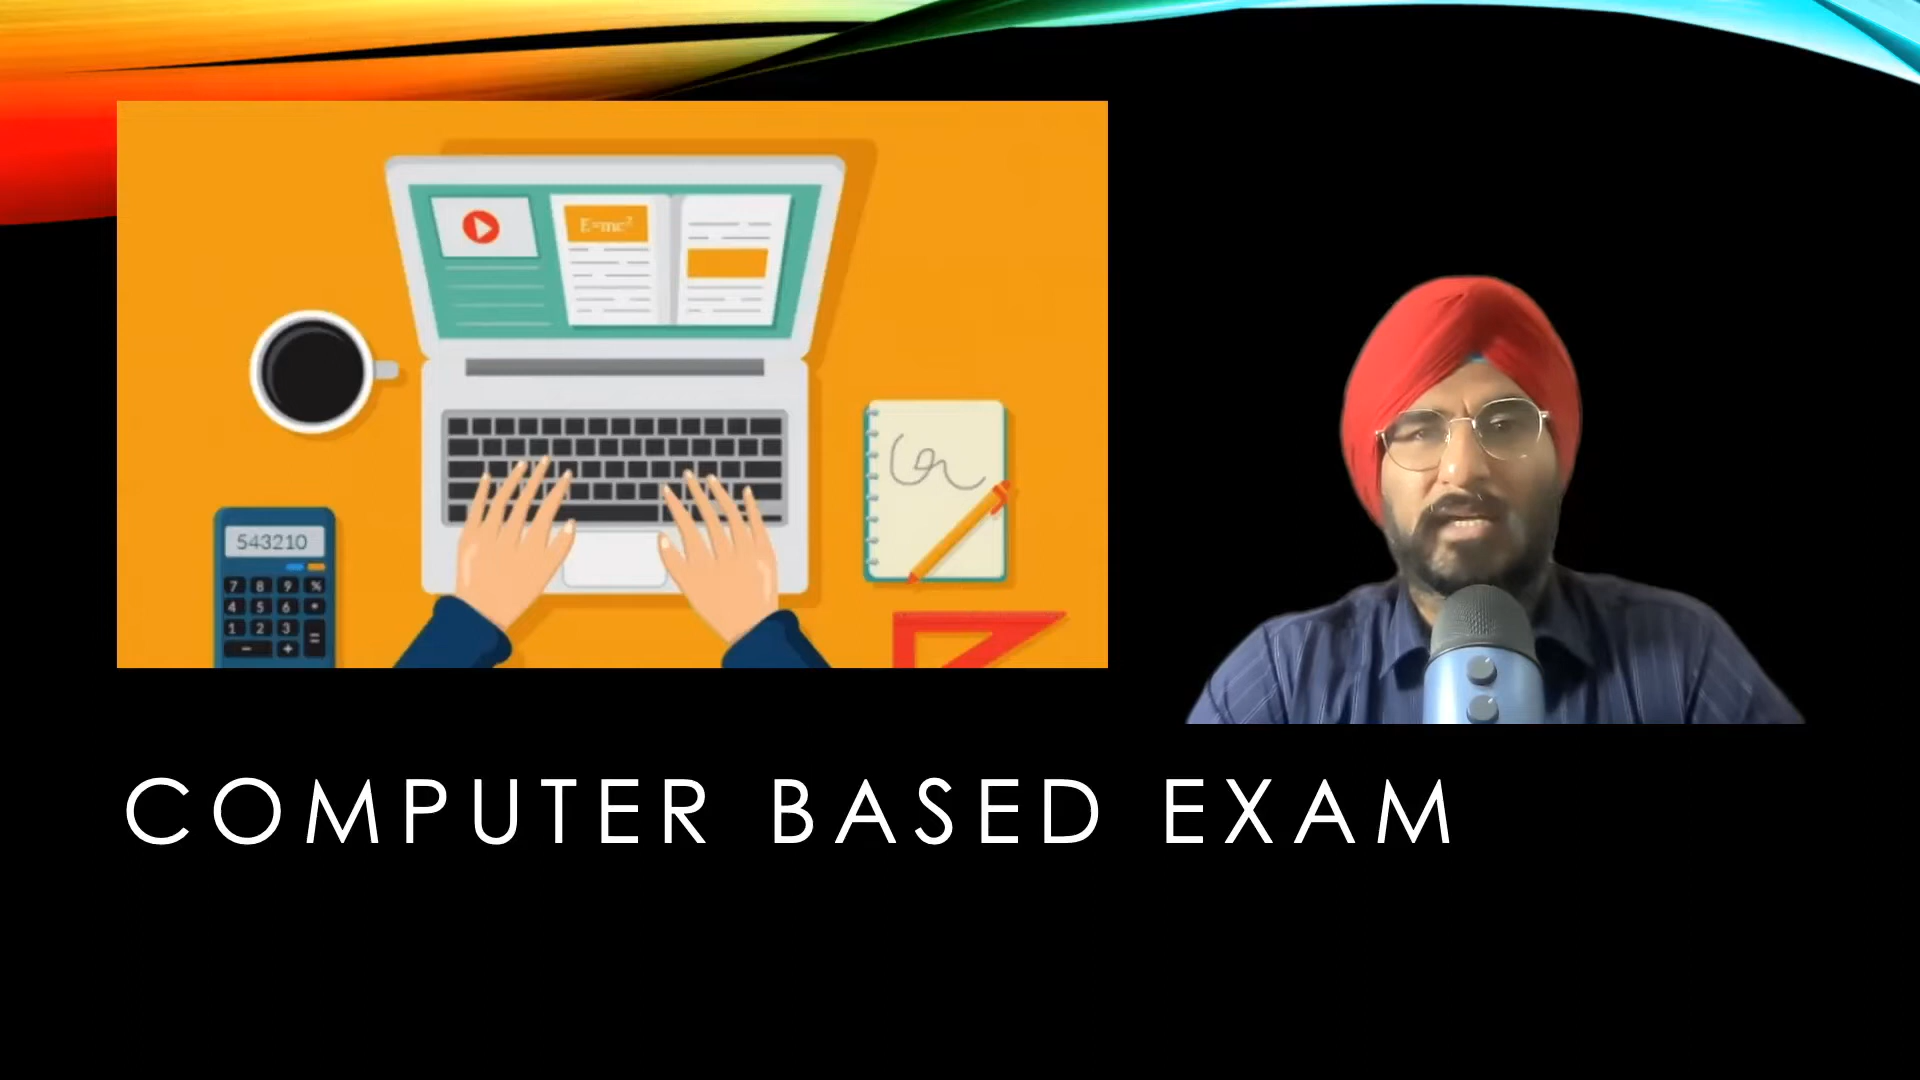 E=mc²
543210
7 8 9 %
4 5 6 *
1 2 3 =
- +
COMPUTER BASED EXAM